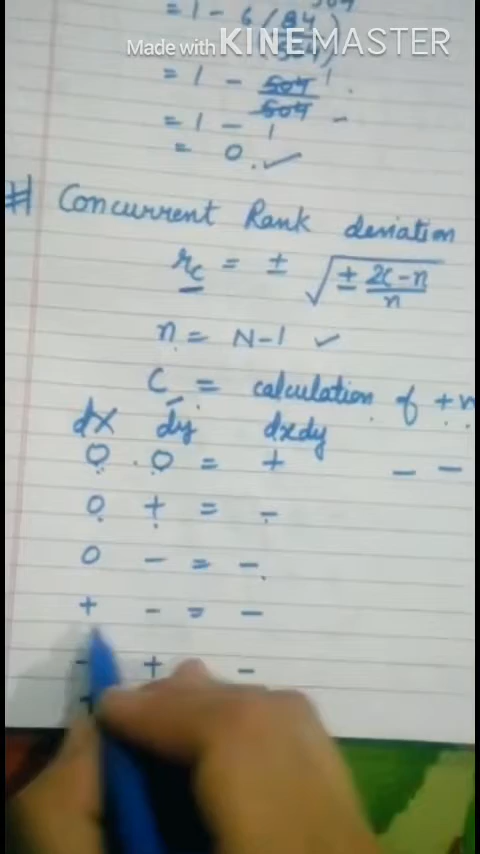 = 1 - 6 (84)
Made with KINEMASTER
= 1 - 504 1
504
= 1 - 1
= 0. ✓
# Concurrent Rank deviation
rc = ± √± 2C-n
n
n = N-1 ✓
C = calculation of +
dx dy dxdy
0 . 0 = + - -
0 + = -
0 - = -.
+ - = -
- + -